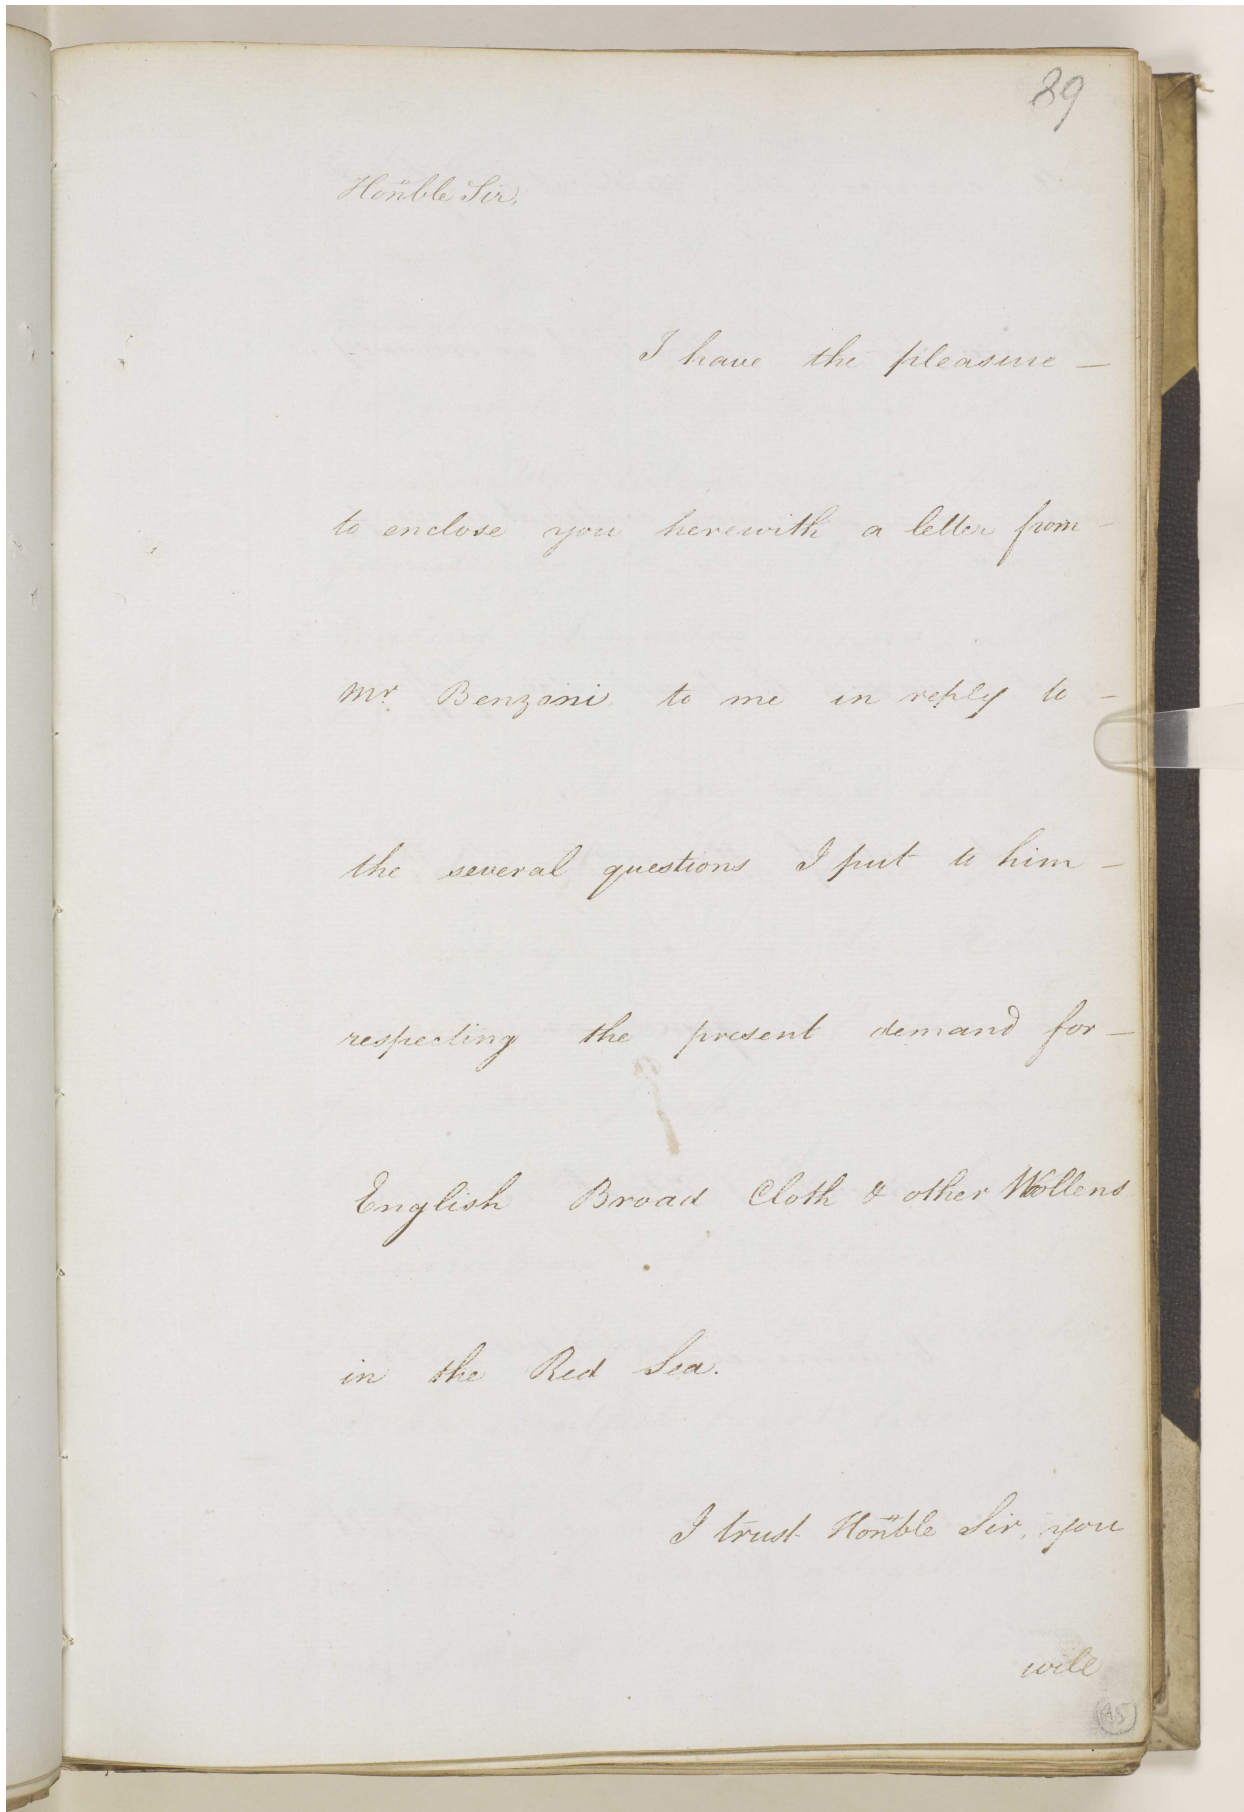 89
Hon'ble Sir,
I have the pleasure —
to enclose you herewith a letter from -
Mr. Benzoni to me in reply to -
the several questions I put to him -
respecting the present demand for -
English Broad Cloth & other Wollens
in the Red Sea.
I trust Hon'ble Sir, you
will